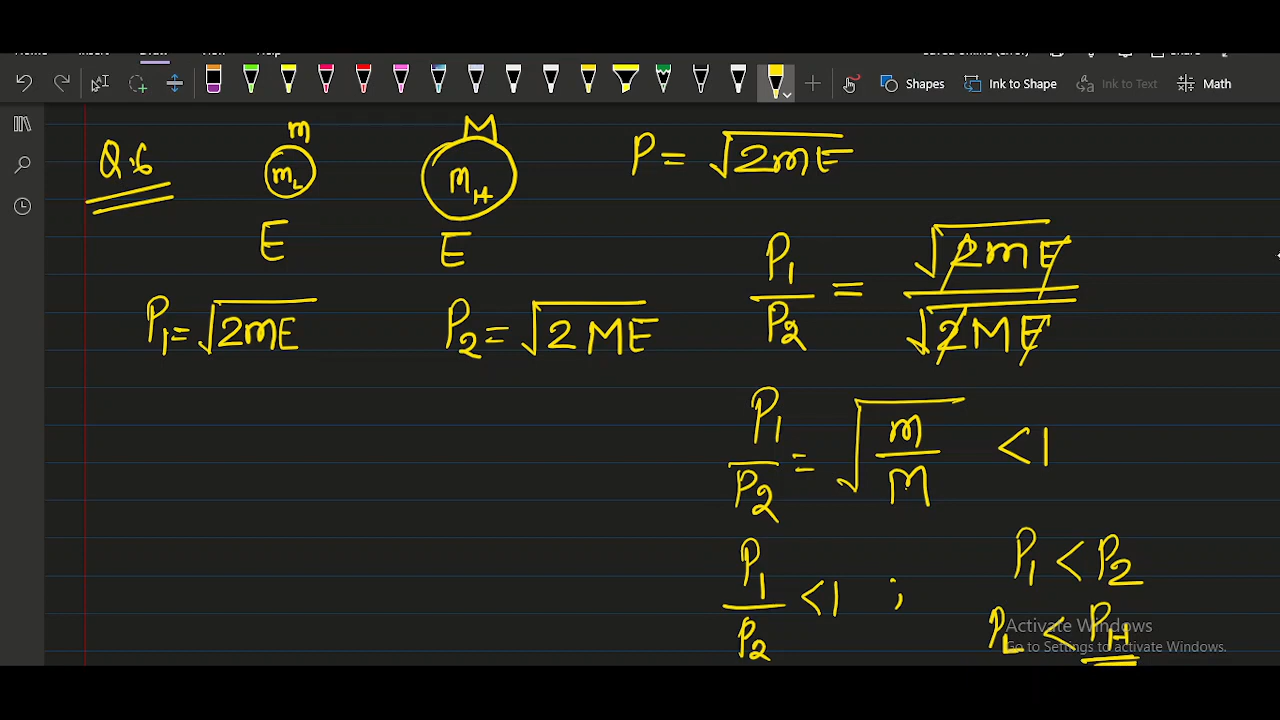 Ink to Shape
Shapes
Ink to Text
Math
Q.6
m
M
m_L
m_H
E
E
P = √2mE
P₁ = √2mE
P₂ = √2ME
P₁/P₂ = √2mE/√2ME
P₁/P₂ = √m/M < 1
P₁/P₂ < 1 ; P₁ < P₂
P_L < P_H
Activate Windows
Go to Settings to activate Windows.